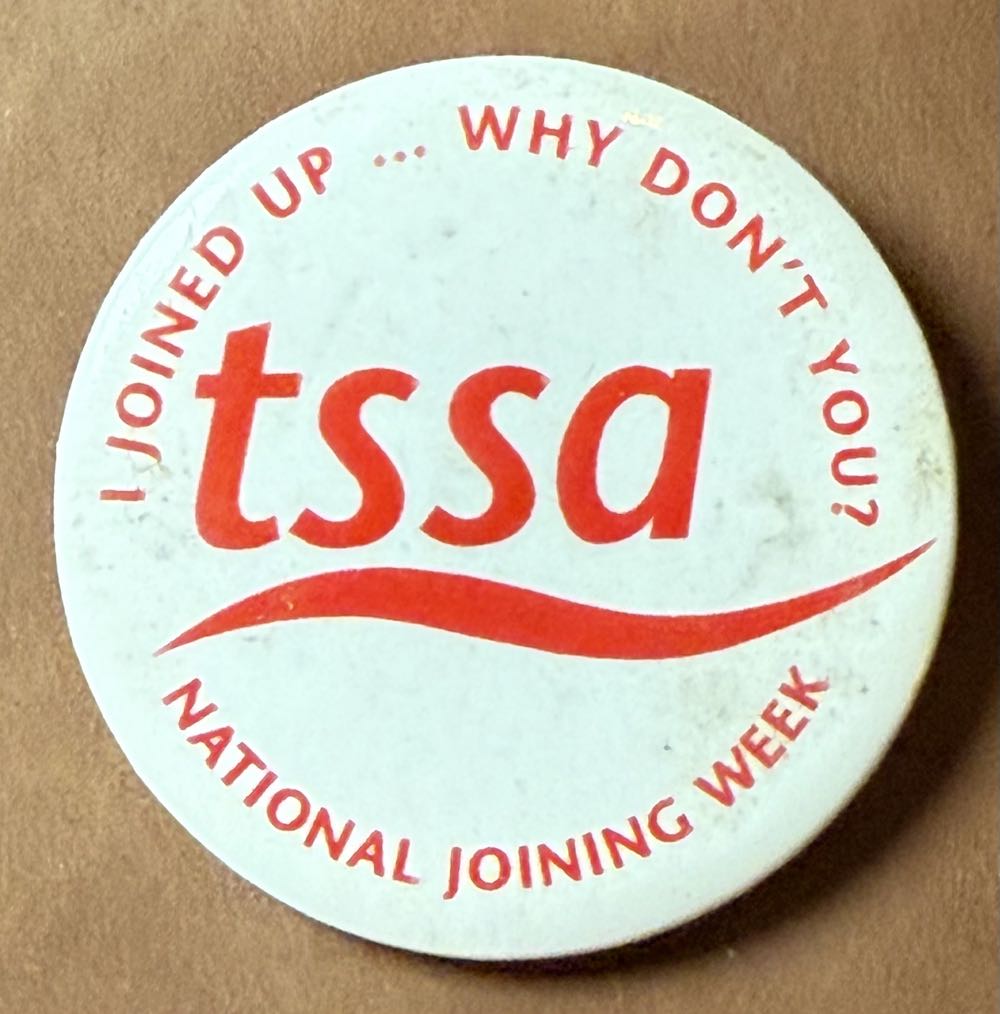 I JOINED UP ... WHY DON'T YOU?
tssa
NATIONAL JOINING WEEK